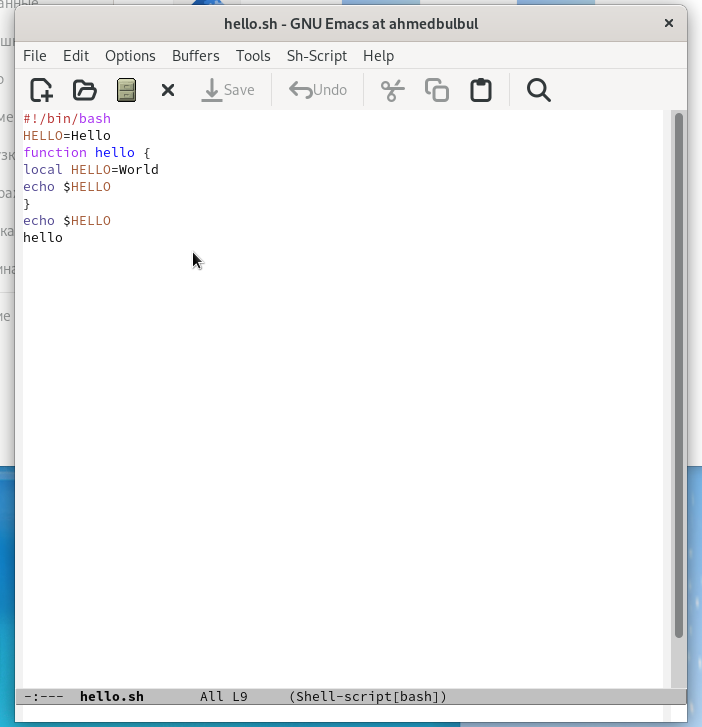 hello.sh - GNU Emacs at ahmedbulbul
File Edit Options Buffers Tools Sh-Script Help
Save Undo
#!/bin/bash
HELLO=Hello
function hello {
local HELLO=World
echo $HELLO
}
echo $HELLO
hello
-:--- hello.sh All L9 (Shell-script[bash])